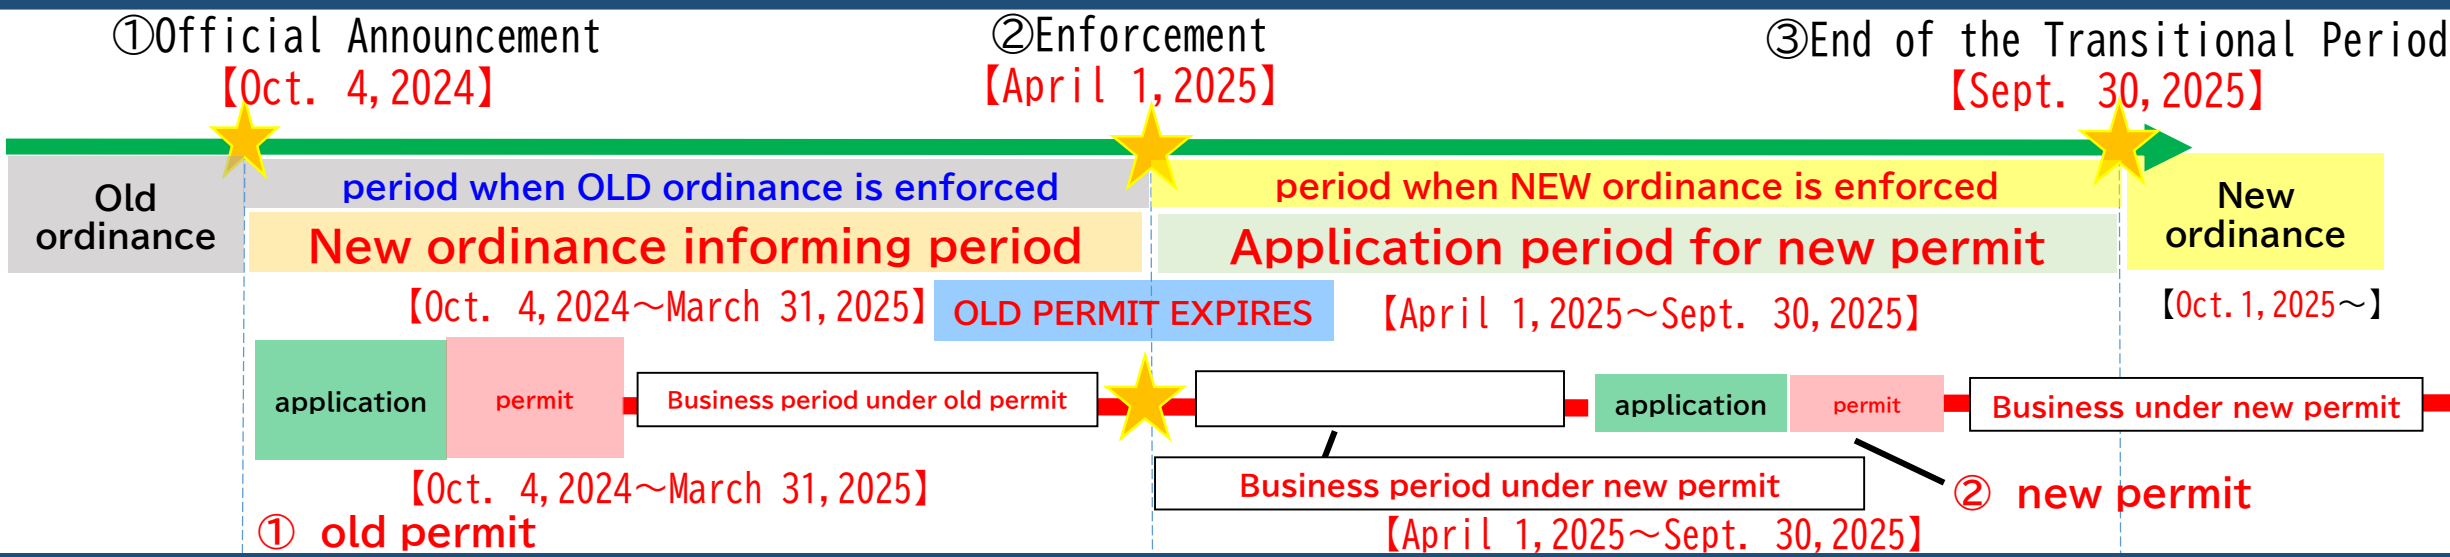 ①Official Announcement
【Oct. 4,2024】
②Enforcement
【April 1,2025】
③End of the Transitional Period
【Sept. 30,2025】
Old
ordinance
period when OLD ordinance is enforced
New ordinance informing period
【Oct. 4,2024～March 31,2025】
OLD PERMIT EXPIRES
period when NEW ordinance is enforced
Application period for new permit
【April 1,2025～Sept. 30,2025】
New
ordinance
【Oct.1,2025～】
application
permit
Business period under old permit
application
permit
Business under new permit
【Oct. 4,2024～March 31,2025】
① old permit
Business period under new permit
【April 1,2025～Sept. 30,2025】
② new permit